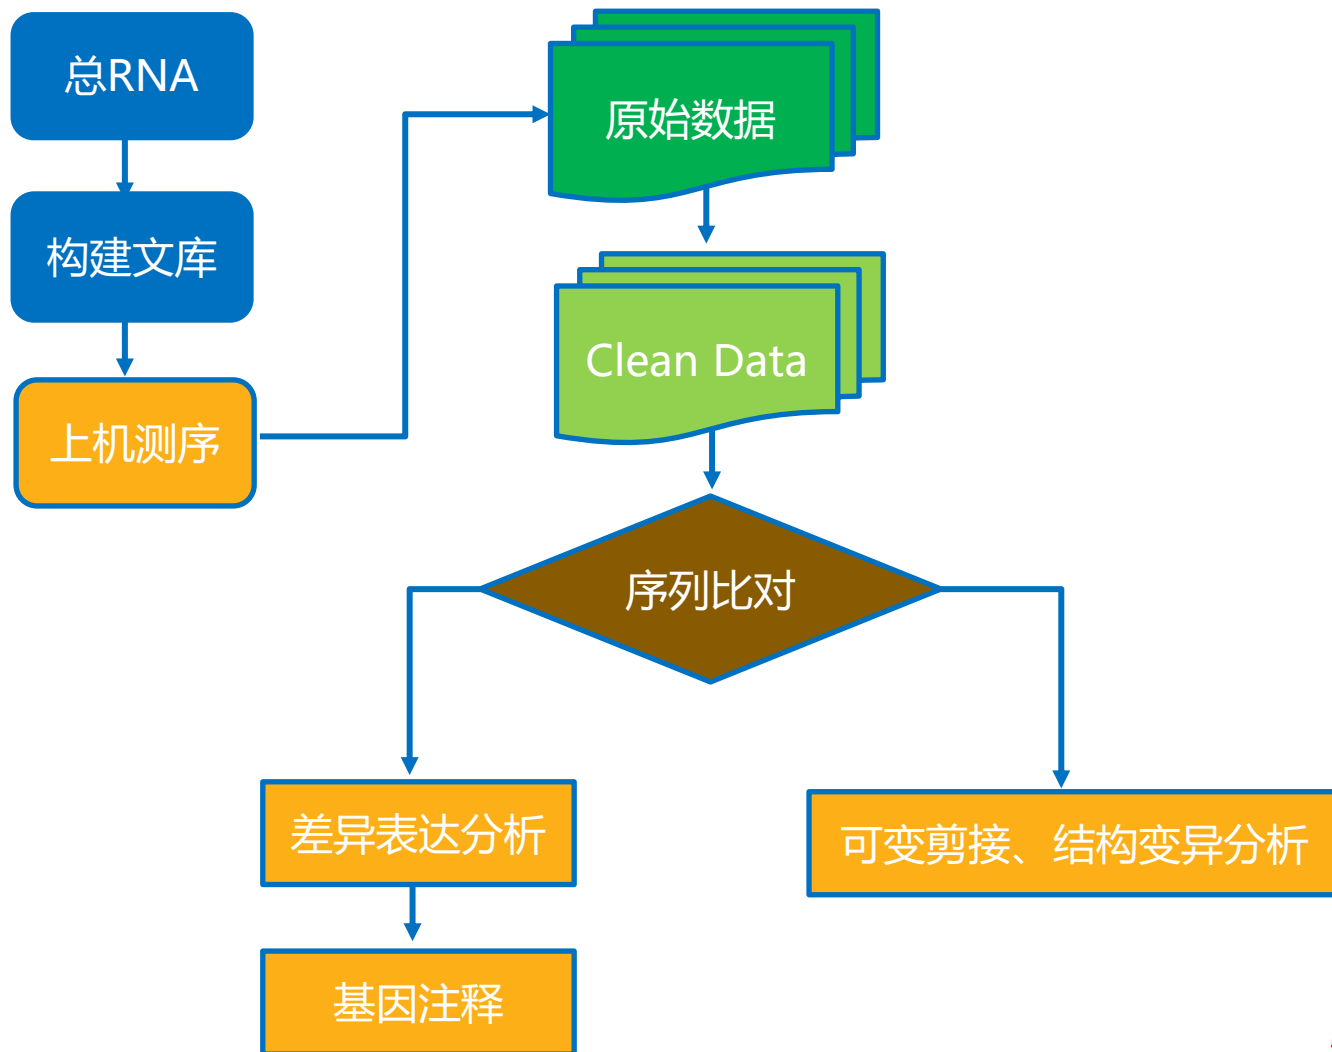 总RNA
构建文库
上机测序
原始数据
Clean Data
序列比对
差异表达分析
可变剪接、结构变异分析
基因注释